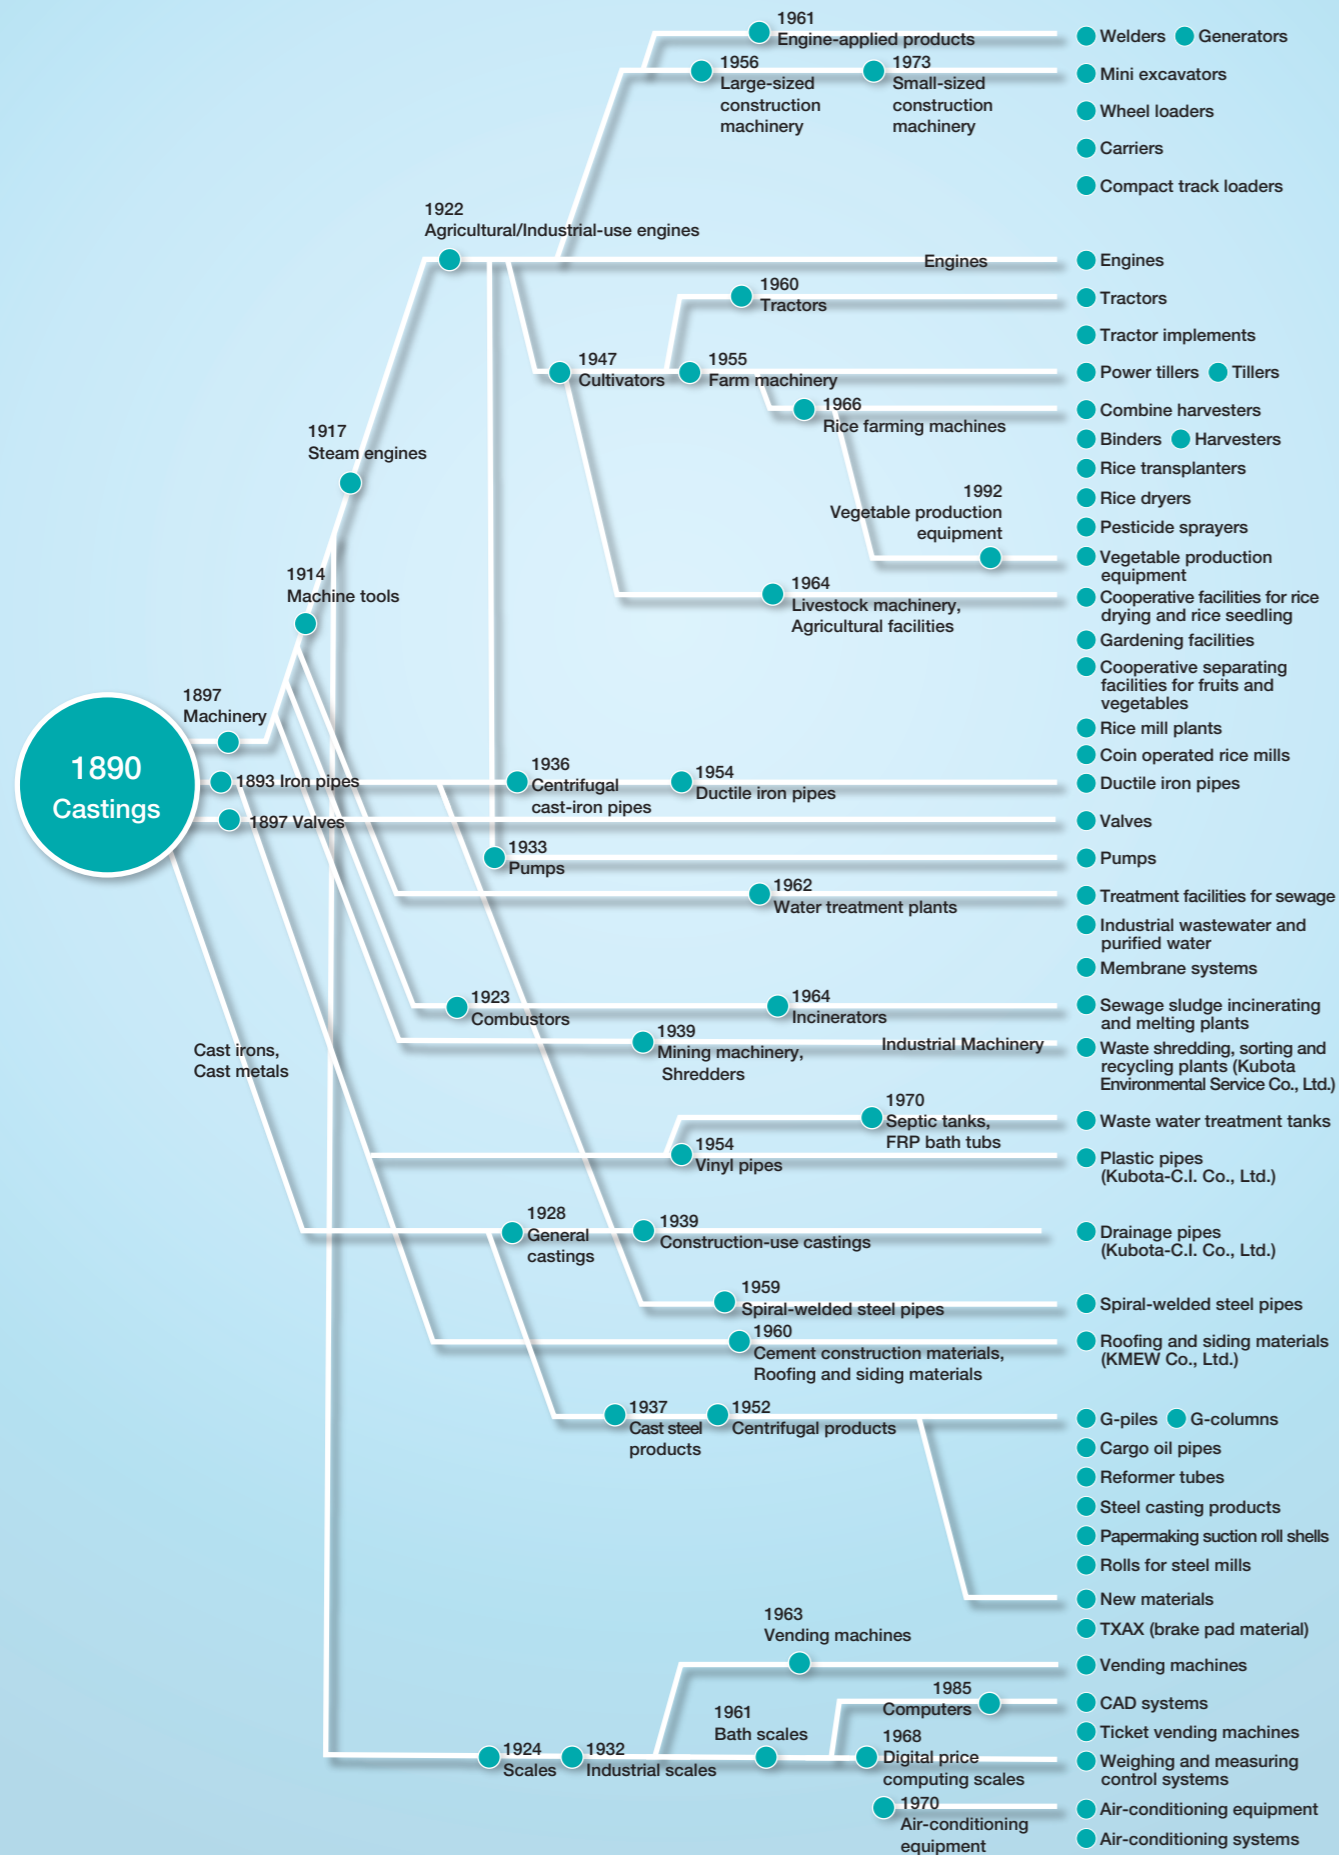 1961
Engine-applied products
Welders Generators
1956
Large-sized
construction
machinery
1973
Small-sized
construction
machinery
Mini excavators
Wheel loaders
Carriers
Compact track loaders
1922
Agricultural/Industrial-use engines
Engines
Engines
1960
Tractors
Tractors
Tractor implements
1947
Cultivators
1955
Farm machinery
Power tillers Tillers
1966
Rice farming machines
Combine harvesters
Binders Harvesters
Rice transplanters
Rice dryers
Pesticide sprayers
1917
Steam engines
1992
Vegetable production
equipment
Vegetable production
equipment
1914
Machine tools
1964
Livestock machinery,
Agricultural facilities
Cooperative facilities for rice
drying and rice seedling
Gardening facilities
Cooperative separating
facilities for fruits and
vegetables
Rice mill plants
Coin operated rice mills
1897
Machinery
1890
Castings
1893 Iron pipes
1936
Centrifugal
cast-iron pipes
1954
Ductile iron pipes
Ductile iron pipes
1897 Valves
Valves
1933
Pumps
Pumps
1962
Water treatment plants
Treatment facilities for sewage
Industrial wastewater and
purified water
Membrane systems
1923
Combustors
1964
Incinerators
Sewage sludge incinerating
and melting plants
Cast irons,
Cast metals
1939
Mining machinery,
Shredders
Industrial Machinery
Waste shredding, sorting and
recycling plants (Kubota
Environmental Service Co., Ltd.)
1970
Septic tanks,
FRP bath tubs
Waste water treatment tanks
1954
Vinyl pipes
Plastic pipes
(Kubota-C.I. Co., Ltd.)
1928
General
castings
1939
Construction-use castings
Drainage pipes
(Kubota-C.I. Co., Ltd.)
1959
Spiral-welded steel pipes
Spiral-welded steel pipes
1960
Cement construction materials,
Roofing and siding materials
Roofing and siding materials
(KMEW Co., Ltd.)
1937
Cast steel
products
1952
Centrifugal products
G-piles G-columns
Cargo oil pipes
Reformer tubes
Steel casting products
Papermaking suction roll shells
Rolls for steel mills
New materials
TXAX (brake pad material)
1963
Vending machines
Vending machines
1985
Computers
CAD systems
Ticket vending machines
1924
Scales
1932
Industrial scales
1961
Bath scales
1968
Digital price
computing scales
Weighing and measuring
control systems
1970
Air-conditioning
equipment
Air-conditioning equipment
Air-conditioning systems